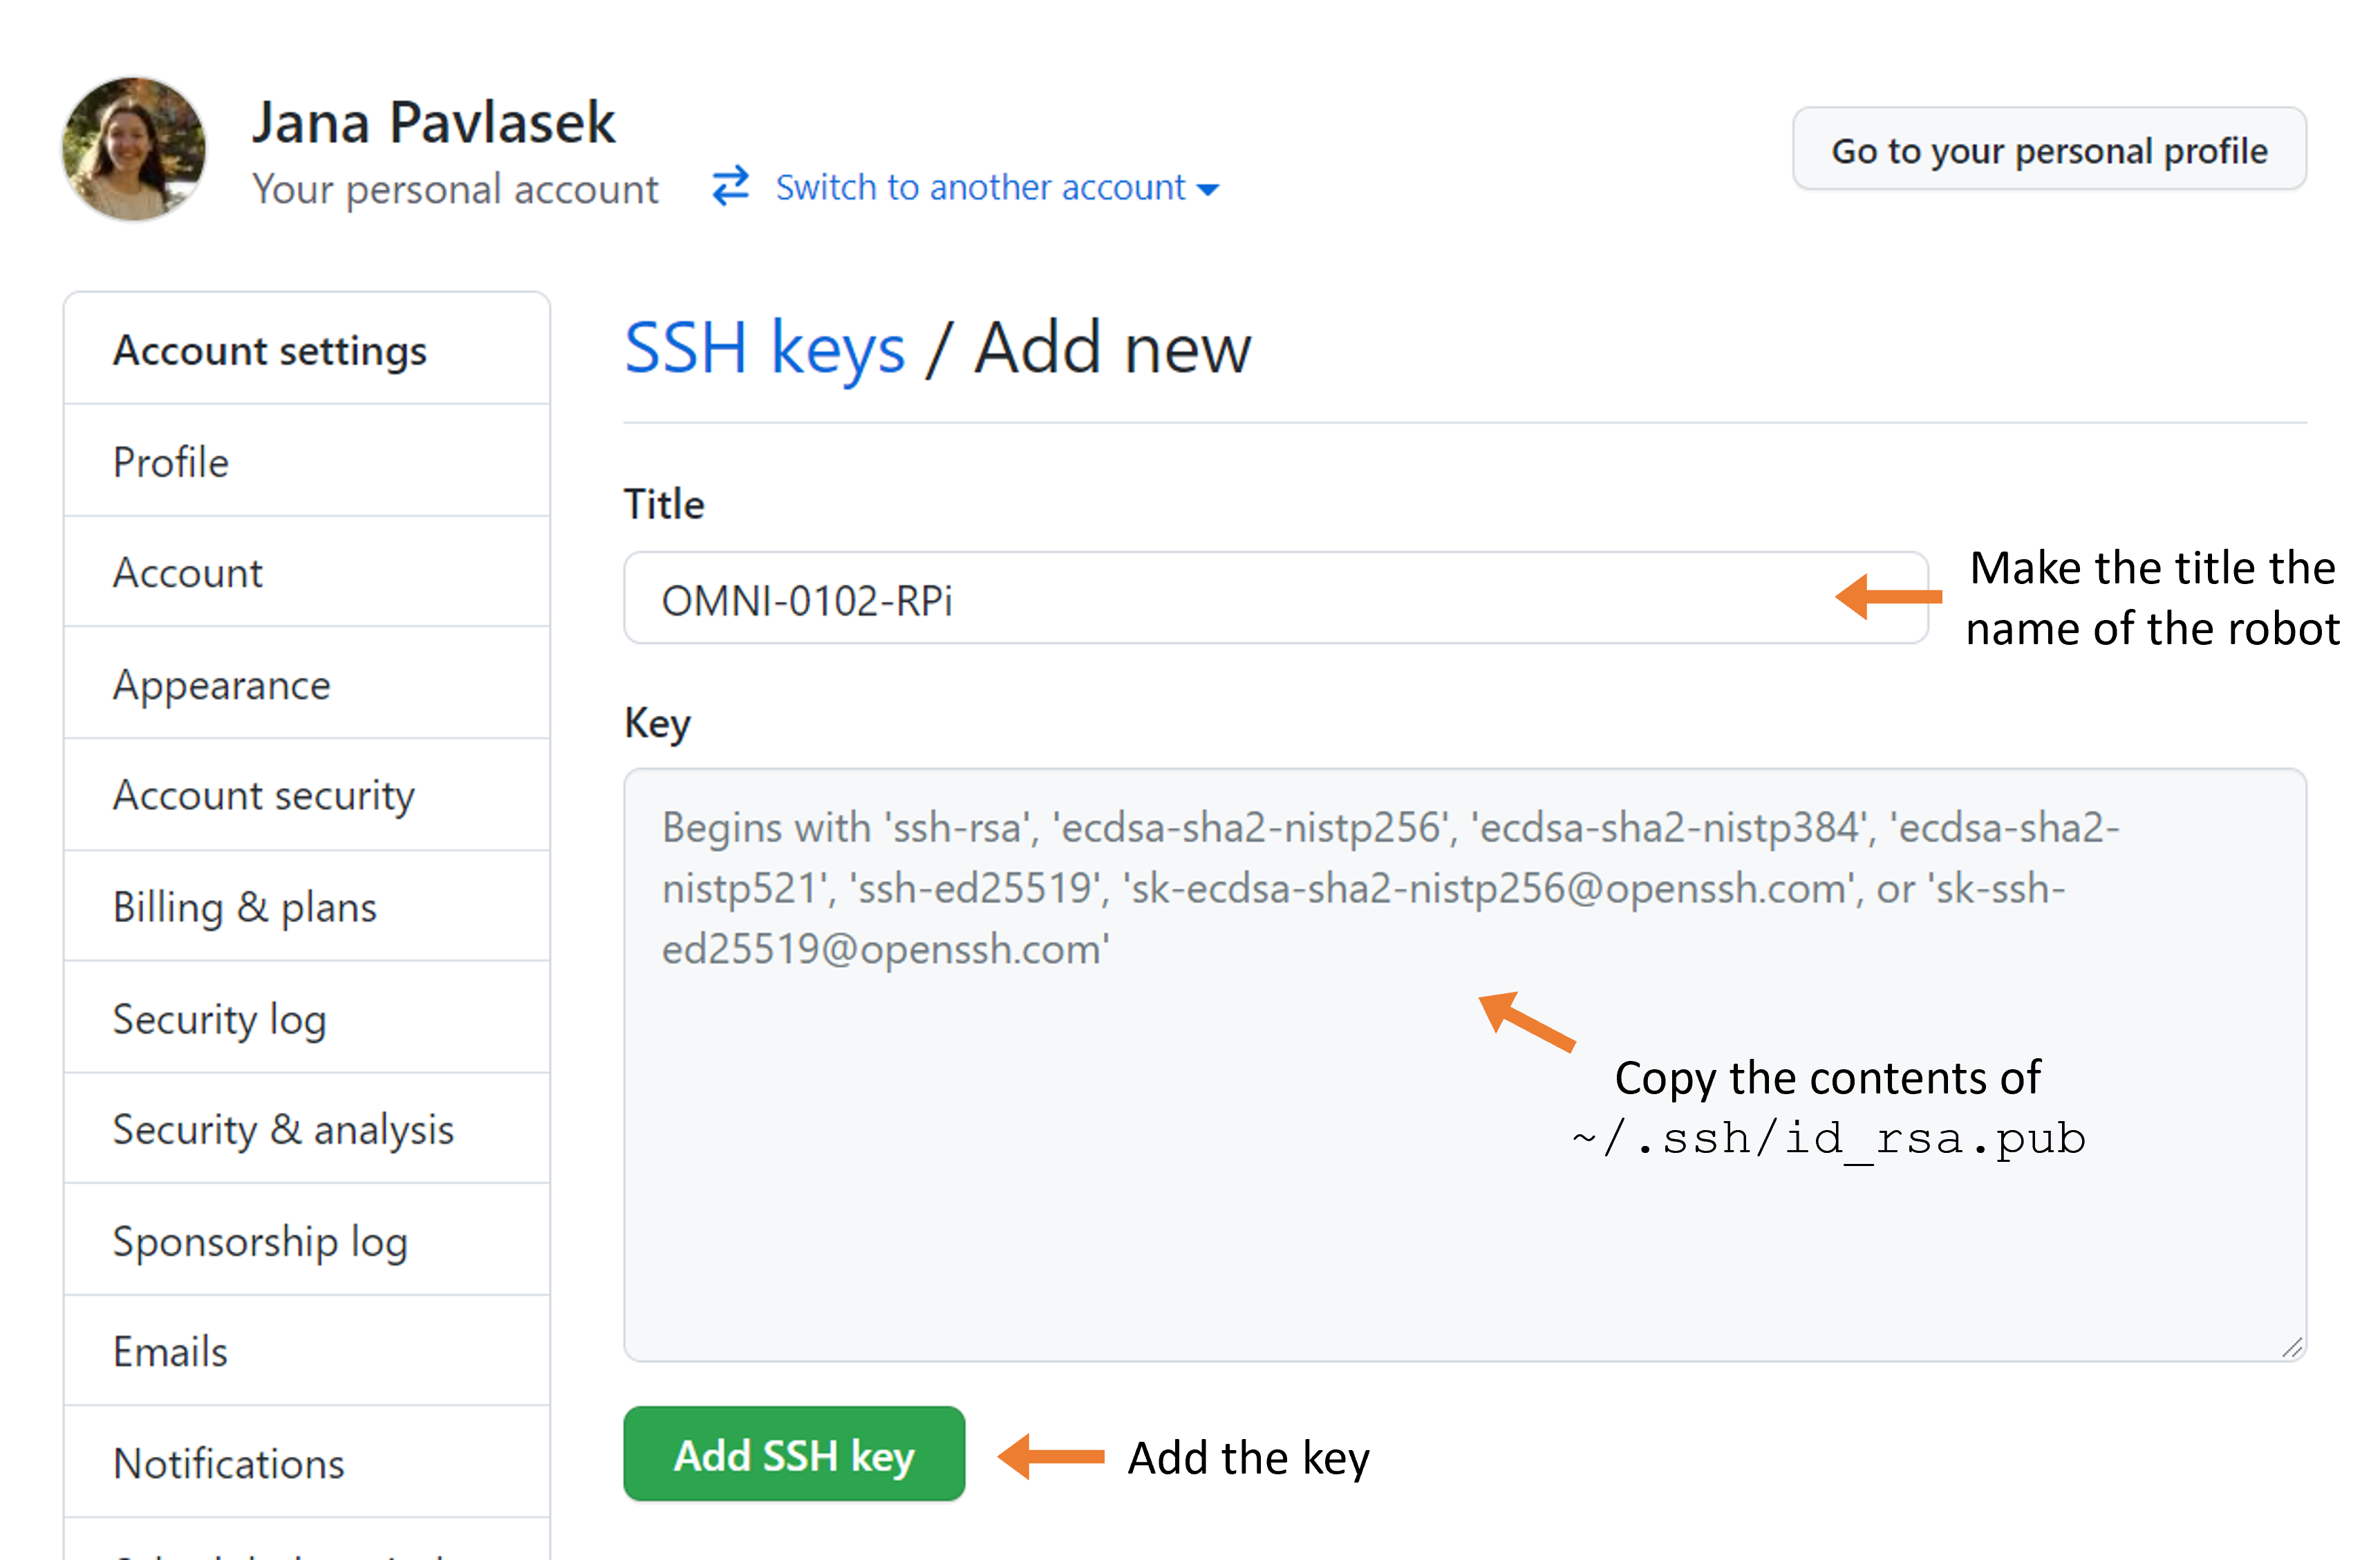 Jana Pavlasek
Your personal account
Switch to another account
Go to your personal profile
Account settings
Profile
Account
Appearance
Account security
Billing & plans
Security log
Security & analysis
Sponsorship log
Emails
Notifications
SSH keys / Add new
Title
OMNI-0102-RPi
Make the title the
name of the robot
Key
Begins with 'ssh-rsa', 'ecdsa-sha2-nistp256', 'ecdsa-sha2-nistp384', 'ecdsa-sha2-
nistp521', 'ssh-ed25519', 'sk-ecdsa-sha2-nistp256@openssh.com', or 'sk-ssh-
ed25519@openssh.com'
Copy the contents of
~/.ssh/id_rsa.pub
Add SSH key
Add the key